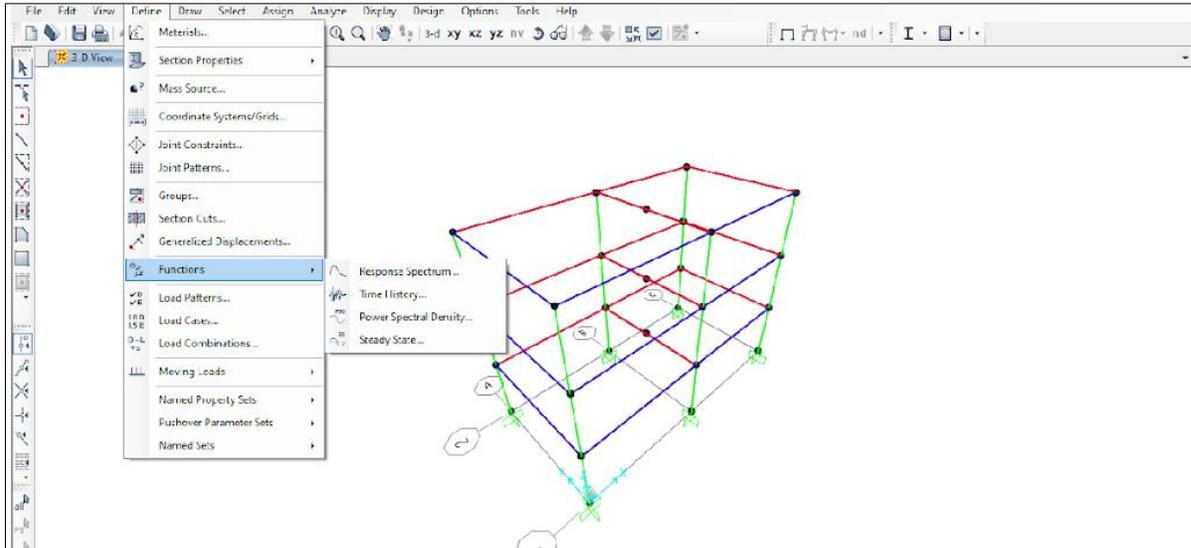 File Edit View Define Draw Select Assign Analyze Display Design Options Tools Help
3-d xy xz yz nv nd
3-D View
Materials...
Section Properties
Mass Source...
Coordinate Systems/Grids...
Joint Constraints...
Joint Patterns...
Groups...
Section Cuts...
Generalized Displacements...
Functions
Response Spectrum...
Time History...
Power Spectral Density...
Steady State...
Load Patterns...
Load Cases...
Load Combinations...
Moving Loads
Named Property Sets
Pushover Parameter Sets
Named Sets
all